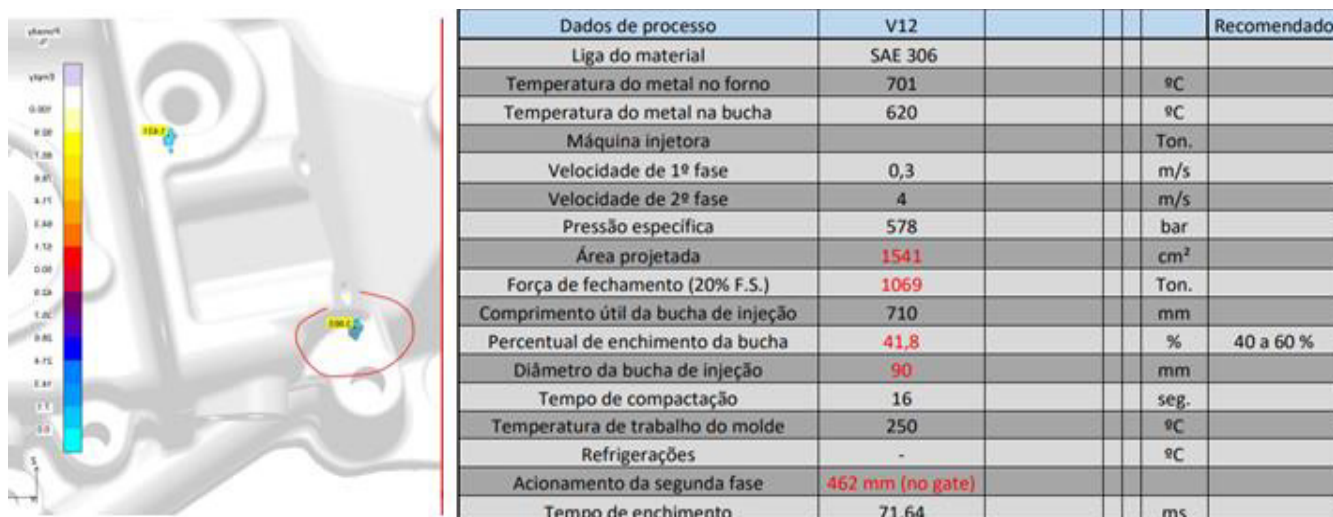 Porosity
%
Empty
100.0
Dados de processo V12 Recomendado
Liga do material SAE 306
Temperatura do metal no forno 701 ºC
Temperatura do metal na bucha 620 ºC
Máquina injetora Ton.
Velocidade de 1º fase 0,3 m/s
Velocidade de 2º fase 4 m/s
Pressão específica 578 bar
Área projetada 1541 cm²
Força de fechamento (20% F.S.) 1069 Ton.
Comprimento útil da bucha de injeção 710 mm
Percentual de enchimento da bucha 41,8 % 40 a 60 %
Diâmetro da bucha de injeção 90 mm
Tempo de compactação 16 seg.
Temperatura de trabalho do molde 250 ºC
Refrigerações - ºC
Acionamento da segunda fase 462 mm (no gate)
Tempo de enchimento 71,64 ms